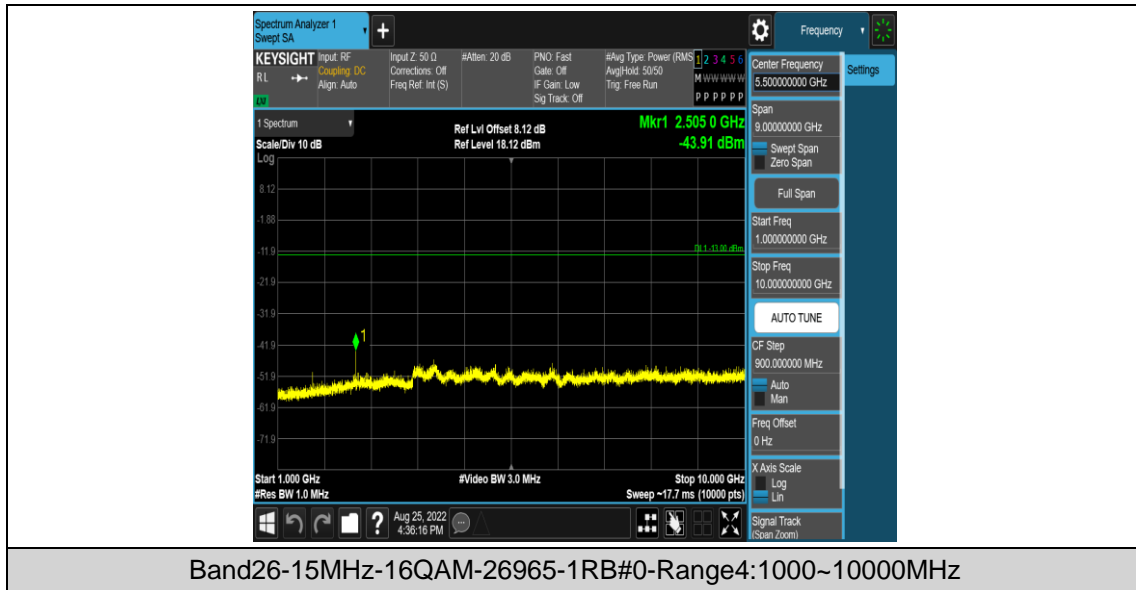 Spectrum Analyzer 1
Swept SA
+
Frequency
KEYSIGHT
RL
LXI
Input: RF
Coupling: DC
Align: Auto
Input Z: 50 Ω
Corrections: Off
Freq Ref: Int (S)
#Atten: 20 dB
PNO: Fast
Gate: Off
IF Gain: Low
Sig Track: Off
#Avg Type: Power (RMS
Avg|Hold: 50/50
Trig: Free Run
1 2 3 4 5 6
M W W W W W
P P P P P P
Center Frequency
5.500000000 GHz
Settings
Span
9.00000000 GHz
Swept Span
Zero Span
Full Span
Start Freq
1.000000000 GHz
Stop Freq
10.000000000 GHz
AUTO TUNE
CF Step
900.000000 MHz
Auto
Man
Freq Offset
0 Hz
X Axis Scale
Log
Lin
Signal Track
(Span Zoom)
1 Spectrum
Scale/Div 10 dB
Log
Ref Lvl Offset 8.12 dB
Ref Level 18.12 dBm
Mkr1 2.505 0 GHz
-43.91 dBm
8.12
-1.88
-11.9
DL1 -13.00 dBm
-21.9
-31.9
1
-41.9
-51.9
-61.9
-71.9
Start 1.000 GHz
#Res BW 1.0 MHz
#Video BW 3.0 MHz
Stop 10.000 GHz
Sweep ~17.7 ms (10000 pts)
?
Aug 25, 2022
4:36:16 PM
Band26-15MHz-16QAM-26965-1RB#0-Range4:1000~10000MHz